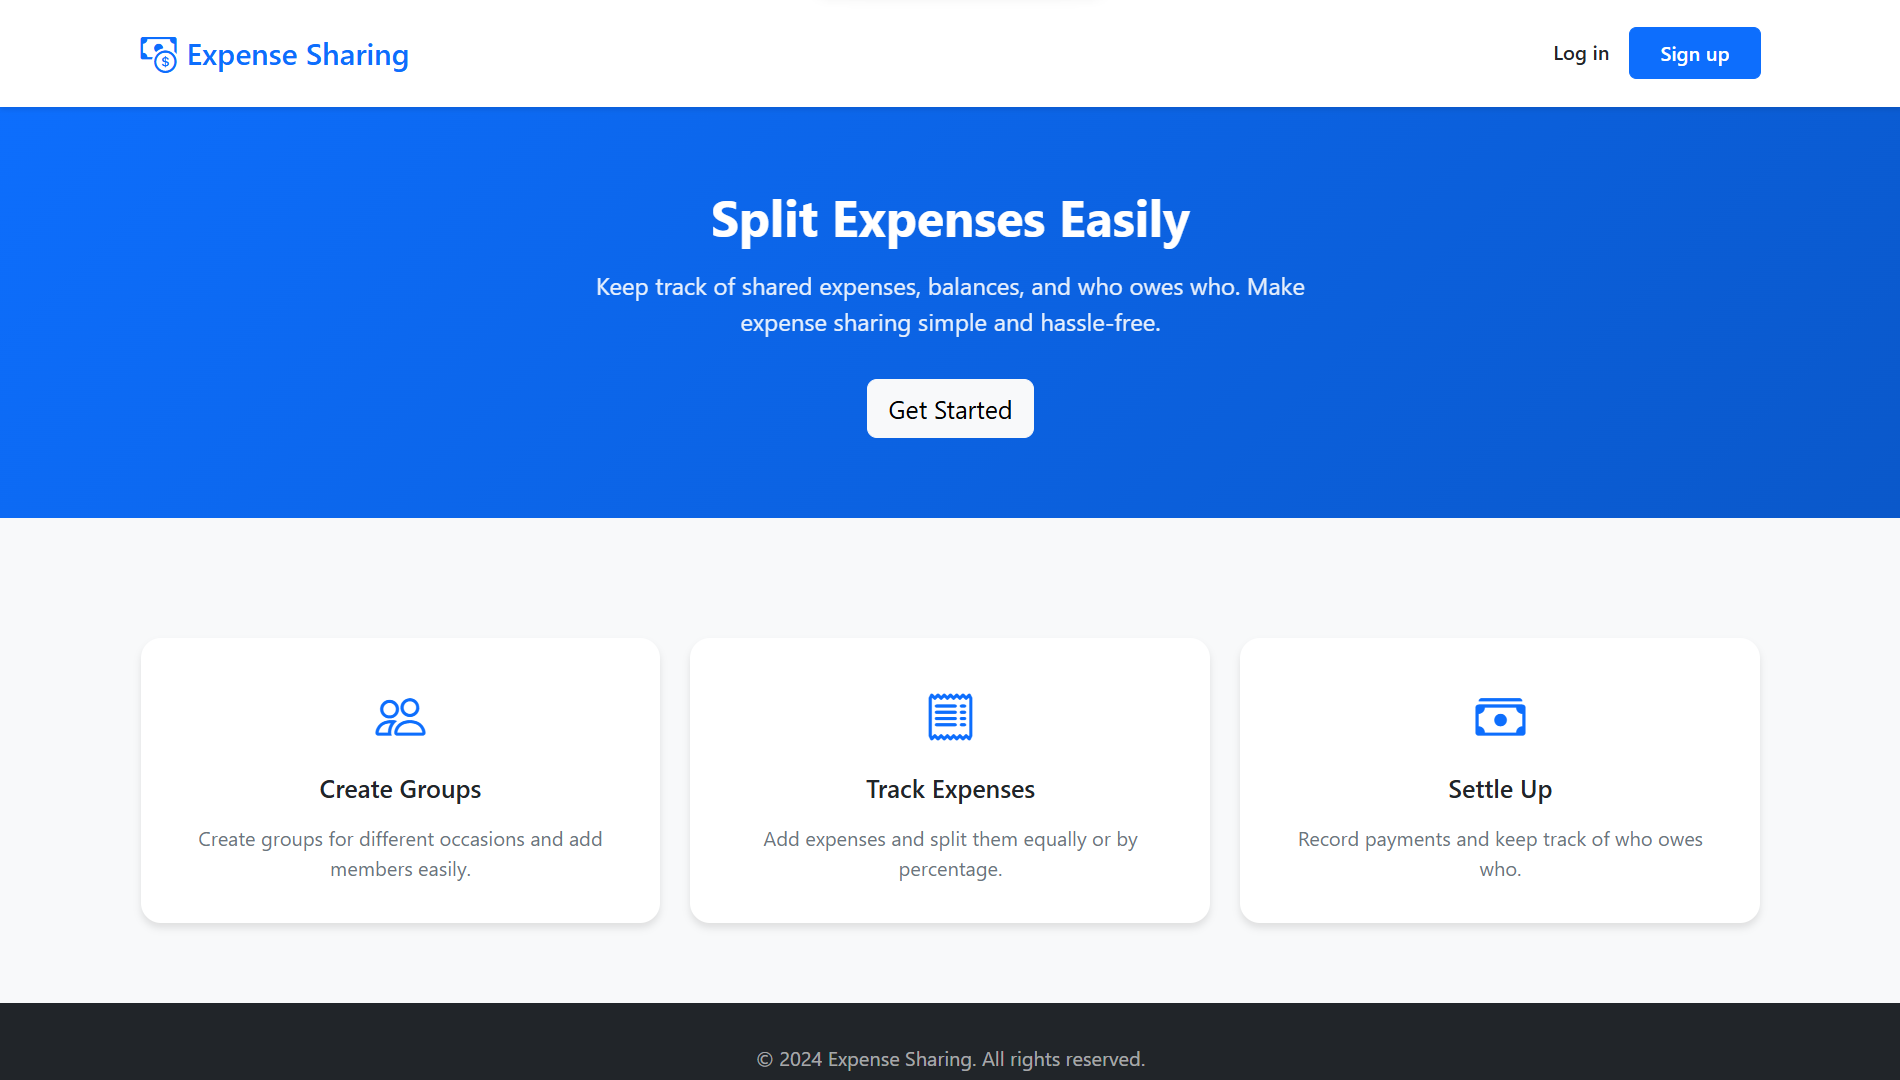 Expense Sharing
Log in
Sign up
Split Expenses Easily
Keep track of shared expenses, balances, and who owes who. Make
expense sharing simple and hassle-free.
Get Started
Create Groups
Create groups for different occasions and add
members easily.
Track Expenses
Add expenses and split them equally or by
percentage.
Settle Up
Record payments and keep track of who owes
who.
© 2024 Expense Sharing. All rights reserved.